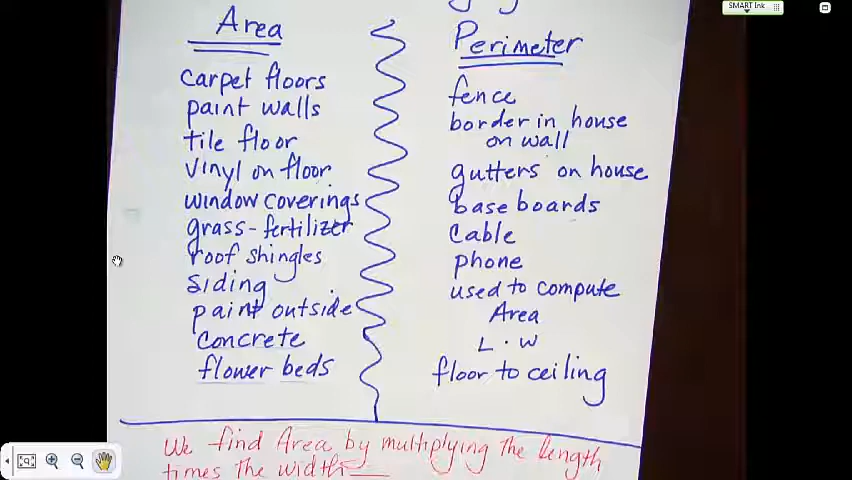 SMART Ink
Area
carpet floors
paint walls
tile floor
vinyl on floor
window coverings
grass-fertilizer
roof shingles
siding
paint outside
concrete
flower beds
Perimeter
fence
border in house
on wall
gutters on house
base boards
Cable
phone
used to compute
Area
L · W
floor to ceiling
We find Area by multiplying the length
times the width